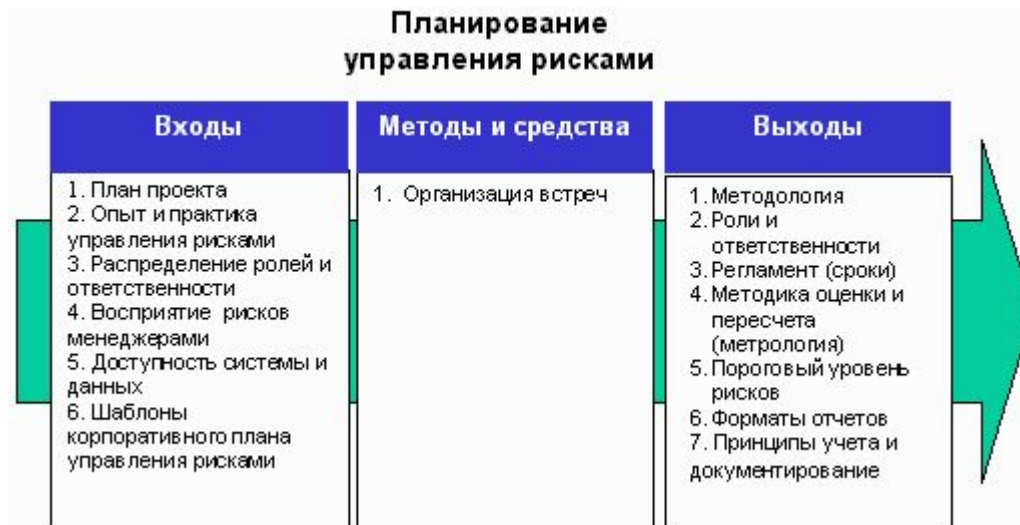 Планирование
управления рисками
Входы
1. План проекта
2. Опыт и практика
управления рисками
3. Распределение ролей и
ответственности
4. Восприятие рисков
менеджерами
5. Доступность системы и
данных
6. Шаблоны
корпоративного плана
управления рисками
Методы и средства
1. Организация встреч
Выходы
1. Методология
2. Роли и
ответственности
3. Регламент (сроки)
4. Методика оценки и
пересчета
(метрология)
5. Пороговый уровень
рисков
6. Форматы отчетов
7. Принципы учета и
документирование